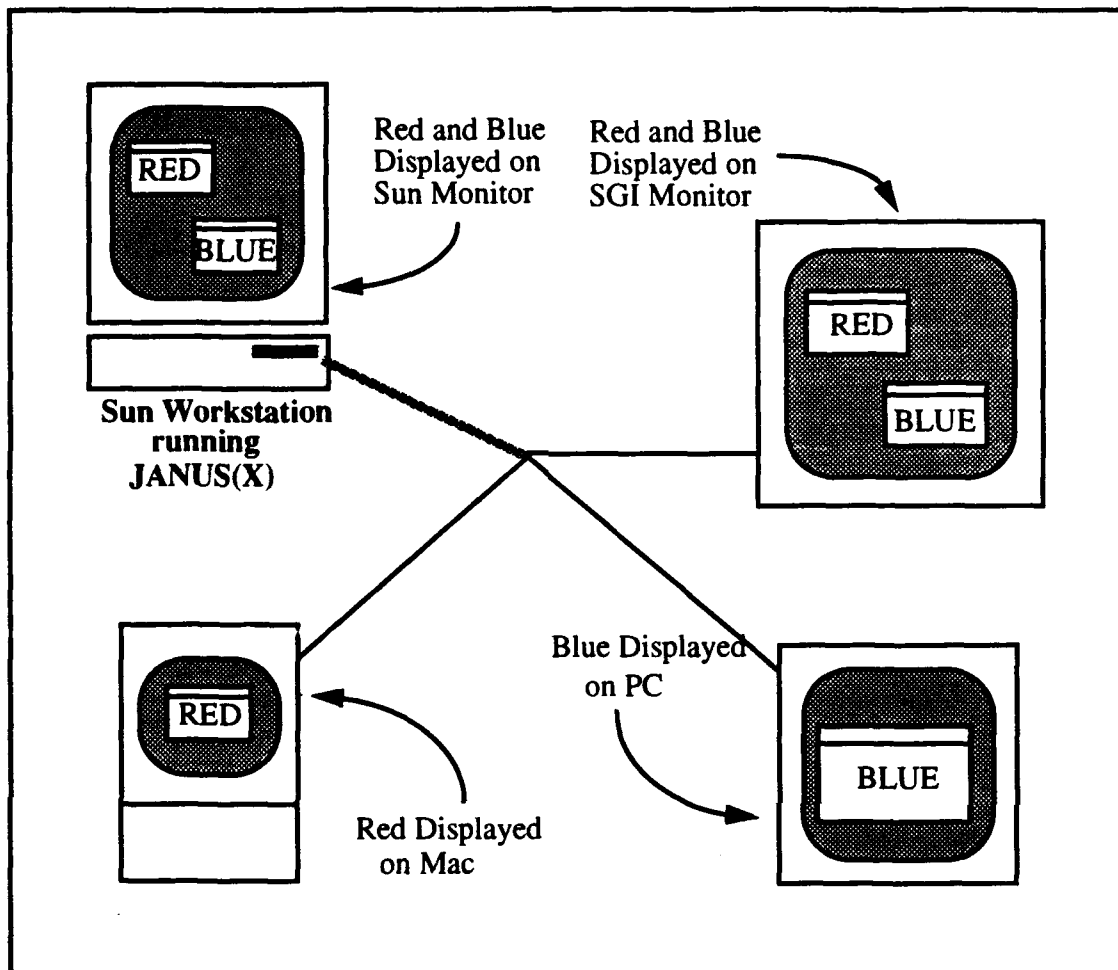 RED
BLUE
Red and Blue
Displayed on
Sun Monitor
Red and Blue
Displayed on
SGI Monitor
RED
BLUE
Sun Workstation
running
JANUS(X)
RED
Red Displayed
on Mac
Blue Displayed
on PC
BLUE